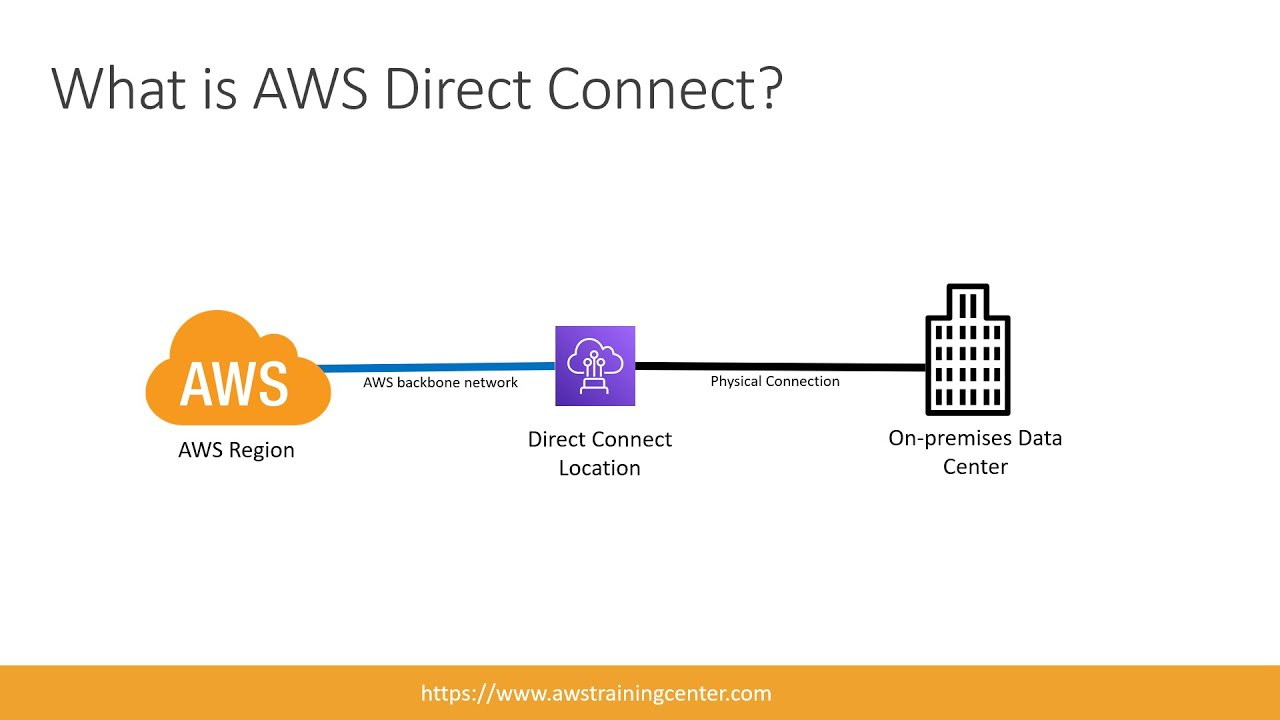 What is AWS Direct Connect?
AWS
AWS backbone network
Physical Connection
AWS Region
Direct Connect
Location
On-premises Data
Center
https://www.awstrainingcenter.com